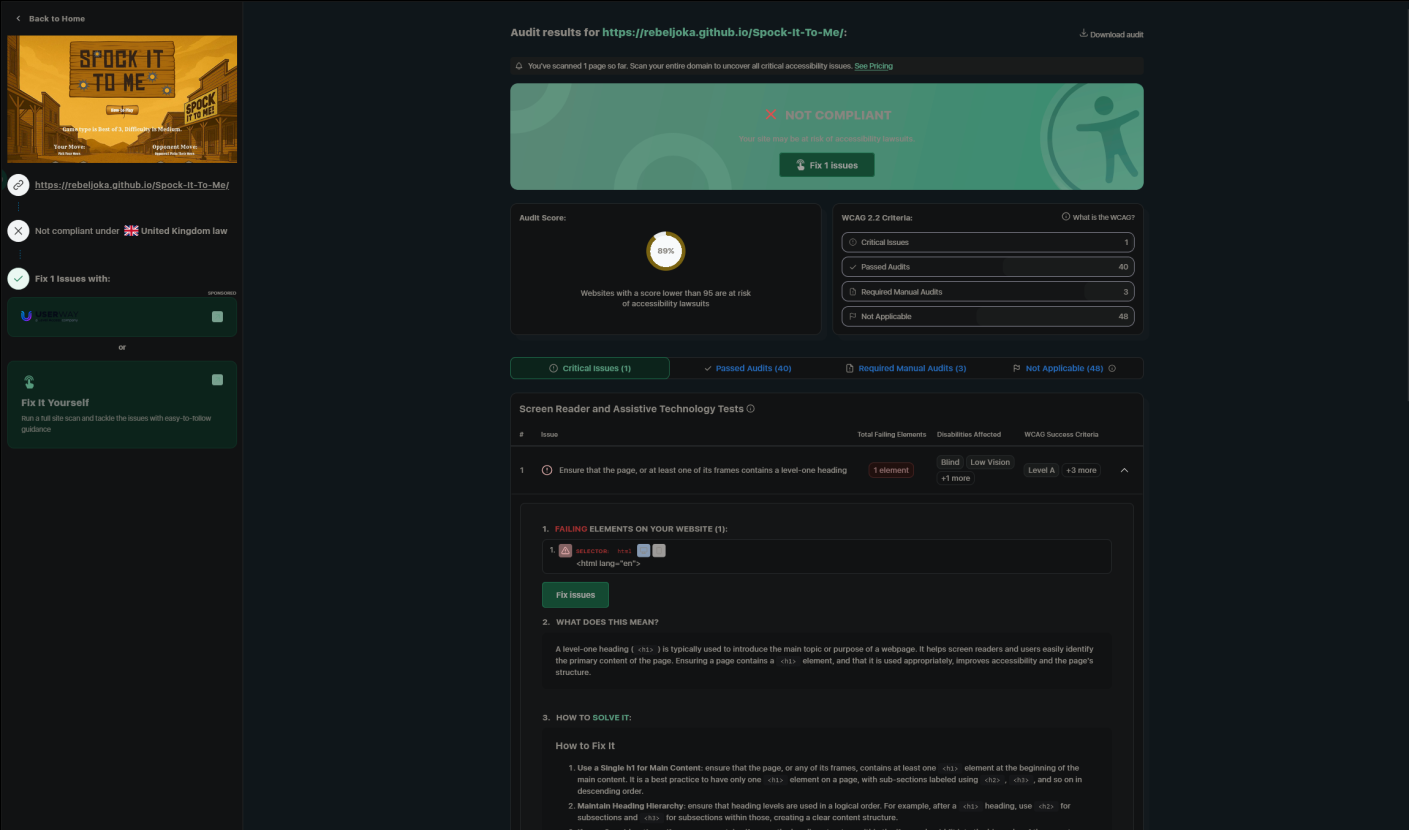 Back to Home
SPOCK IT
TO ME
How To Play
SPOCK
IT TO ME!
Game type is Best of 3, Difficulty is Medium.
Your Move:
Opponent Move:
https://rebeljoka.github.io/Spock-It-To-Me/
Not compliant under 🇬🇧 United Kingdom law
Fix 1 Issues with:
SPONSORED
USERWAY
or
Fix It Yourself
Run a full site scan and tackle the issues with easy-to-follow
guidance
Audit results for https://rebeljoka.github.io/Spock-It-To-Me/:
Download audit
You've scanned 1 page so far. Scan your entire domain to uncover all critical accessibility issues. See Pricing
NOT COMPLIANT
Your site may be at risk of accessibility lawsuits.
Fix 1 issues
Audit Score:
89%
Websites with a score lower than 95 are at risk
of accessibility lawsuits
WCAG 2.2 Criteria:
What is the WCAG?
Critical Issues 1
Passed Audits 40
Required Manual Audits 3
Not Applicable 48
Critical Issues (1)
Passed Audits (40)
Required Manual Audits (3)
Not Applicable (48)
Screen Reader and Assistive Technology Tests
# Issue Total Failing Elements Disabilities Affected WCAG Success Criteria
1 Ensure that the page, or at least one of its frames contains a level-one heading 1 element Blind Low Vision +1 more Level A +3 more
1. FAILING ELEMENTS ON YOUR WEBSITE (1):
1. SELECTOR: html
<html lang="en">
Fix issues
2. WHAT DOES THIS MEAN?
A level-one heading ( <h1> ) is typically used to introduce the main topic or purpose of a webpage. It helps screen readers and users easily identify
the primary content of the page. Ensuring a page contains a <h1> element, and that it is used appropriately, improves accessibility and the page's
structure.
3. HOW TO SOLVE IT:
How to Fix It
1. Use a Single h1 for Main Content: ensure that the page, or any of its frames, contains at least one <h1> element at the beginning of the
main content. It is a best practice to have only one <h1> element on a page, with sub-sections labeled using <h2> , <h3> , and so on in
descending order.
2. Maintain Heading Hierarchy: ensure that heading levels are used in a logical order. For example, after a <h1> heading, use <h2> for
subsections and <h3> for subsections within those, creating a clear content structure.